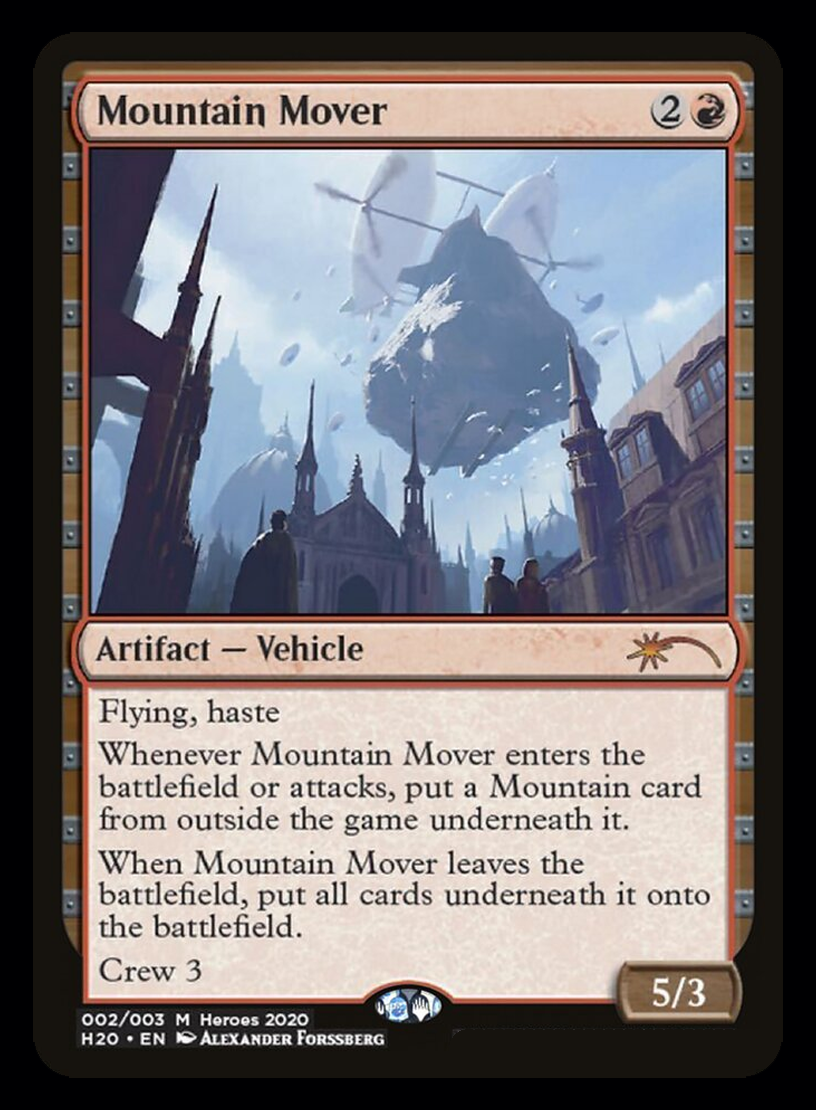 Mountain Mover 2
Artifact — Vehicle
Flying, haste
Whenever Mountain Mover enters the
battlefield or attacks, put a Mountain card
from outside the game underneath it.
When Mountain Mover leaves the
battlefield, put all cards underneath it onto
the battlefield.
Crew 3
5/3
002/003 M Heroes 2020
H20 • EN ALEXANDER FORSSBERG